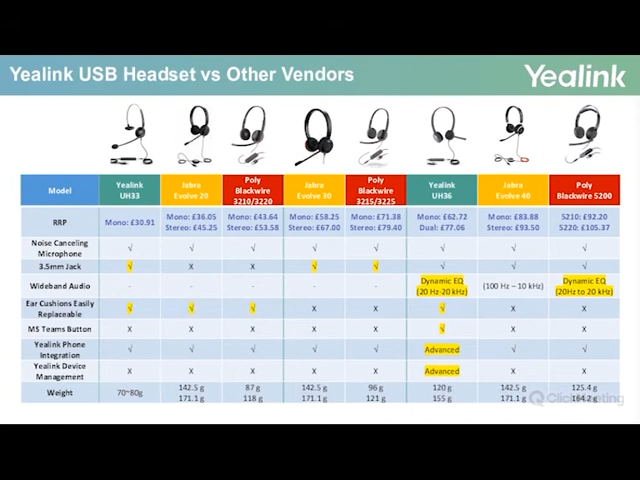 Yealink USB Headset vs Other Vendors
Yealink
Model Yealink UH33 Jabra Evolve 20 Poly Blackwire 3210/3220 Jabra Evolve 30 Poly Blackwire 3215/3225 Yealink UH36 Jabra Evolve 40 Poly Blackwire 5200
RRP Mono: £30.91 Mono: £36.05 Stereo: £45.25 Mono: £43.64 Stereo: £53.58 Mono: £58.25 Stereo: £67.00 Mono: £71.38 Stereo: £79.40 Mono: £62.72 Dual: £77.06 Mono: £83.88 Stereo: £93.50 5210: £92.20 5220: £105.37
Noise Canceling Microphone √ √ √ √ √ √ √ √
3.5mm Jack √ X X √ √ √ √ √
Wideband Audio - - - - - Dynamic EQ (20 Hz-20 kHz) (100 Hz – 10 kHz) Dynamic EQ (20Hz to 20 kHz)
Ear Cushions Easily Replaceable √ √ √ X X √ X X
MS Teams Button X X X X X √ X X
Yealink Phone Integration √ √ √ √ √ Advanced √ √
Yealink Device Management X X X X X Advanced X X
Weight 70~80g 142.5 g 171.1 g 87 g 118 g 142.5 g 171.1 g 96 g 121 g 120 g 155 g 142.5 g 171.1 g 125.4 g 164.2 g
ClickMeeting